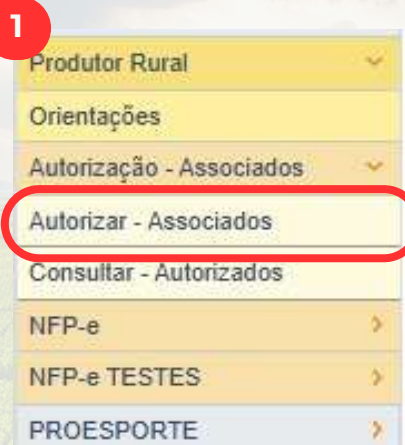 1
Produtor Rural
Orientações
Autorização - Associados
Autorizar - Associados
Consultar - Autorizados
NFP-e
NFP-e TESTES
PROESPORTE